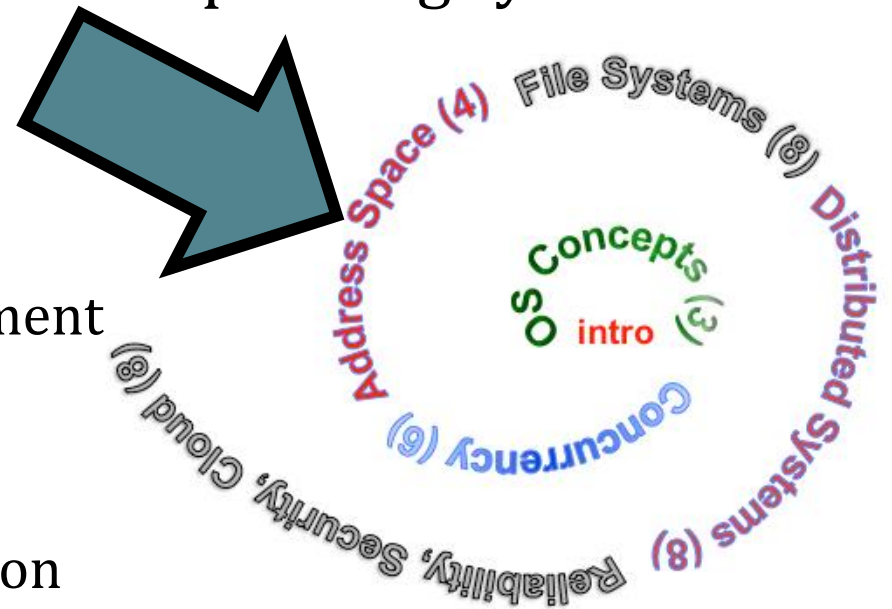 ment
on
intro
OS Concepts (3)
Concurrency (6)
Address Space (4)
File Systems (8)
Distributed Systems (8)
Reliability, Security, Cloud (8)